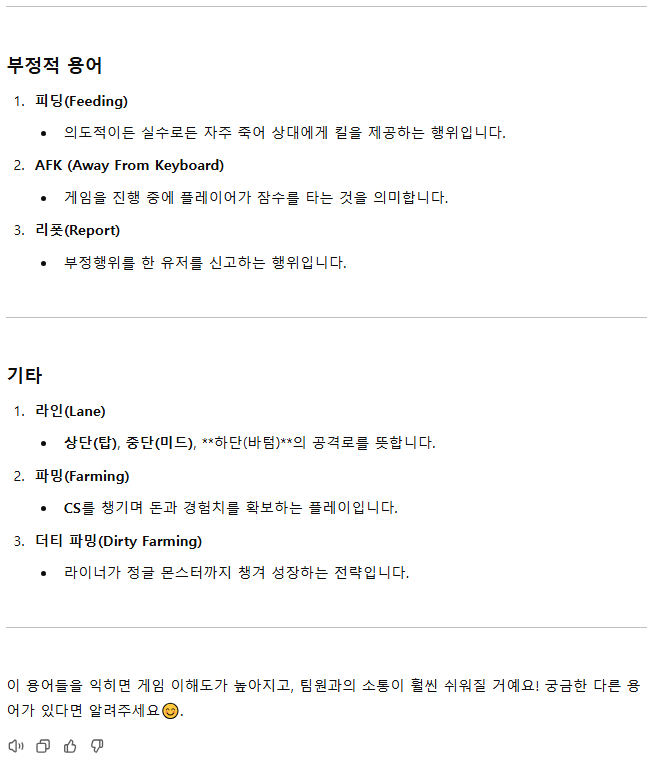 부정적 용어
1. 피딩(Feeding)
• 의도적이든 실수로든 자주 죽어 상대에게 킬을 제공하는 행위입니다.
2. AFK (Away From Keyboard)
• 게임을 진행 중에 플레이어가 잠수를 타는 것을 의미합니다.
3. 리폿(Report)
• 부정행위를 한 유저를 신고하는 행위입니다.
기타
1. 라인(Lane)
• 상단(탑), 중단(미드), **하단(바텀)**의 공격로를 뜻합니다.
2. 파밍(Farming)
• CS를 챙기며 돈과 경험치를 확보하는 플레이입니다.
3. 더티 파밍(Dirty Farming)
• 라이너가 정글 몬스터까지 챙겨 성장하는 전략입니다.
이 용어들을 익히면 게임 이해도가 높아지고, 팀원과의 소통이 훨씬 쉬워질 거예요! 궁금한 다른 용
어가 있다면 알려주세요😊.